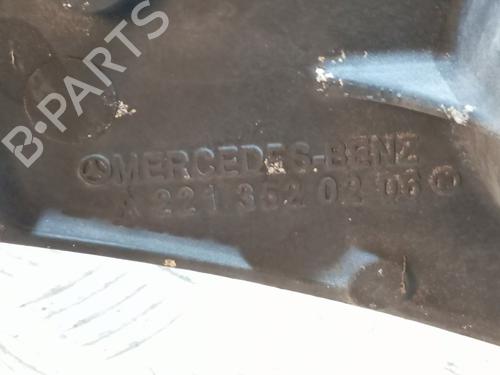 B·PARTS
MERCEDES-BENZ
A 221 352 02 06